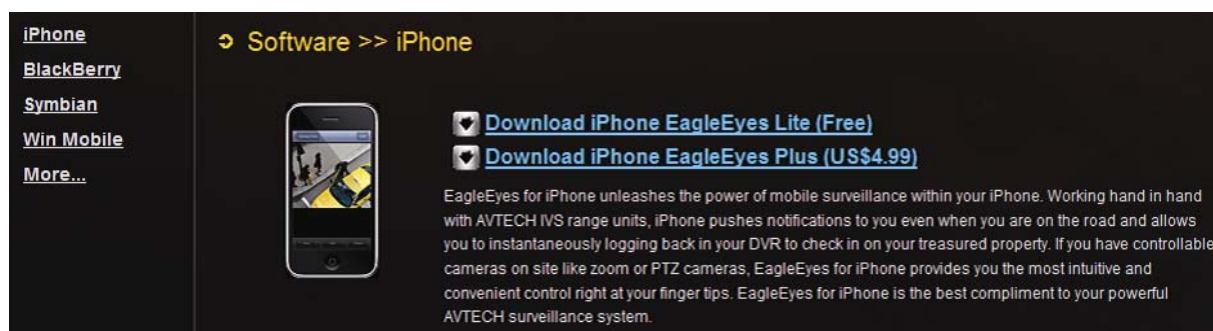 iPhone
BlackBerry
Symbian
Win Mobile
More...
Software >> iPhone
Download iPhone EagleEyes Lite (Free)
Download iPhone EagleEyes Plus (US$4.99)
EagleEyes for iPhone unleashes the power of mobile surveillance within your iPhone. Working hand in hand
with AVTECH IVS range units, iPhone pushes notifications to you even when you are on the road and allows
you to instantaneously logging back in your DVR to check in on your treasured property. If you have controllable
cameras on site like zoom or PTZ cameras, EagleEyes for iPhone provides you the most intuitive and
convenient control right at your finger tips. EagleEyes for iPhone is the best compliment to your powerful
AVTECH surveillance system.